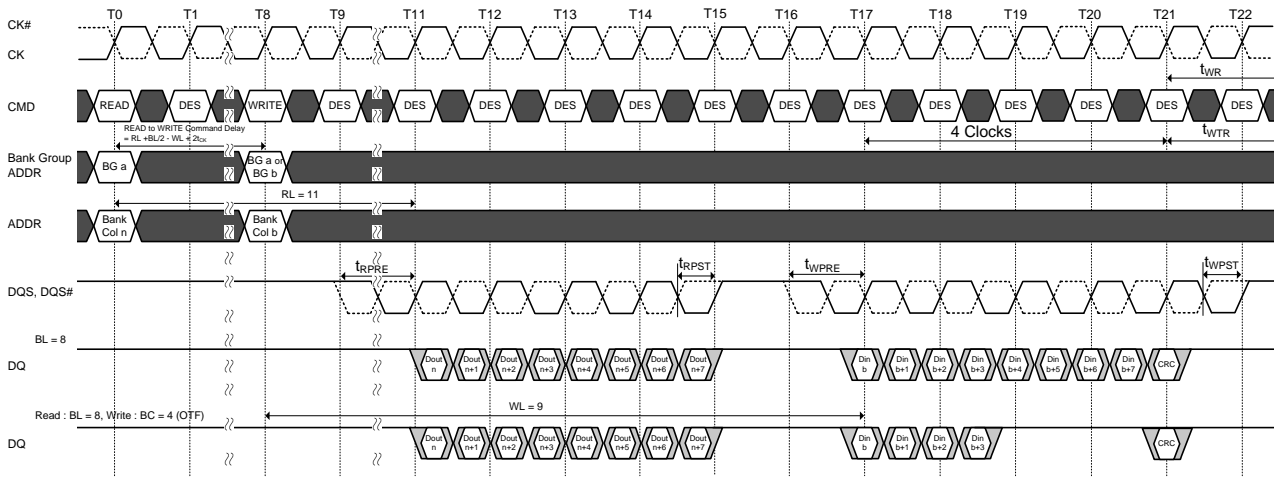 T0 T1 T8 T9 T11 T12 T13 T14 T15 T16 T17 T18 T19 T20 T21 T22
CK#
CK
tWR
CMD READ DES WRITE DES DES DES DES DES DES DES DES DES DES DES DES DES
READ to WRITE Command Delay
= RL +BL/2 - WL + 2tCK
4 Clocks
tWTR
Bank Group
ADDR
BG a
BG a or
BG b
RL = 11
ADDR
Bank
Col n
Bank
Col b
tRPRE tRPST tWPRE tWPST
DQS, DQS#
BL = 8
DQ
Dout n Dout n+1 Dout n+2 Dout n+3 Dout n+4 Dout n+5 Dout n+6 Dout n+7 Din b Din b+1 Din b+2 Din b+3 Din b+4 Din b+5 Din b+6 Din b+7 CRC
Read : BL = 8, Write : BC = 4 (OTF)
WL = 9
DQ
Dout n Dout n+1 Dout n+2 Dout n+3 Dout n+4 Dout n+5 Dout n+6 Dout n+7 Din b Din b+1 Din b+2 Din b+3 CRC